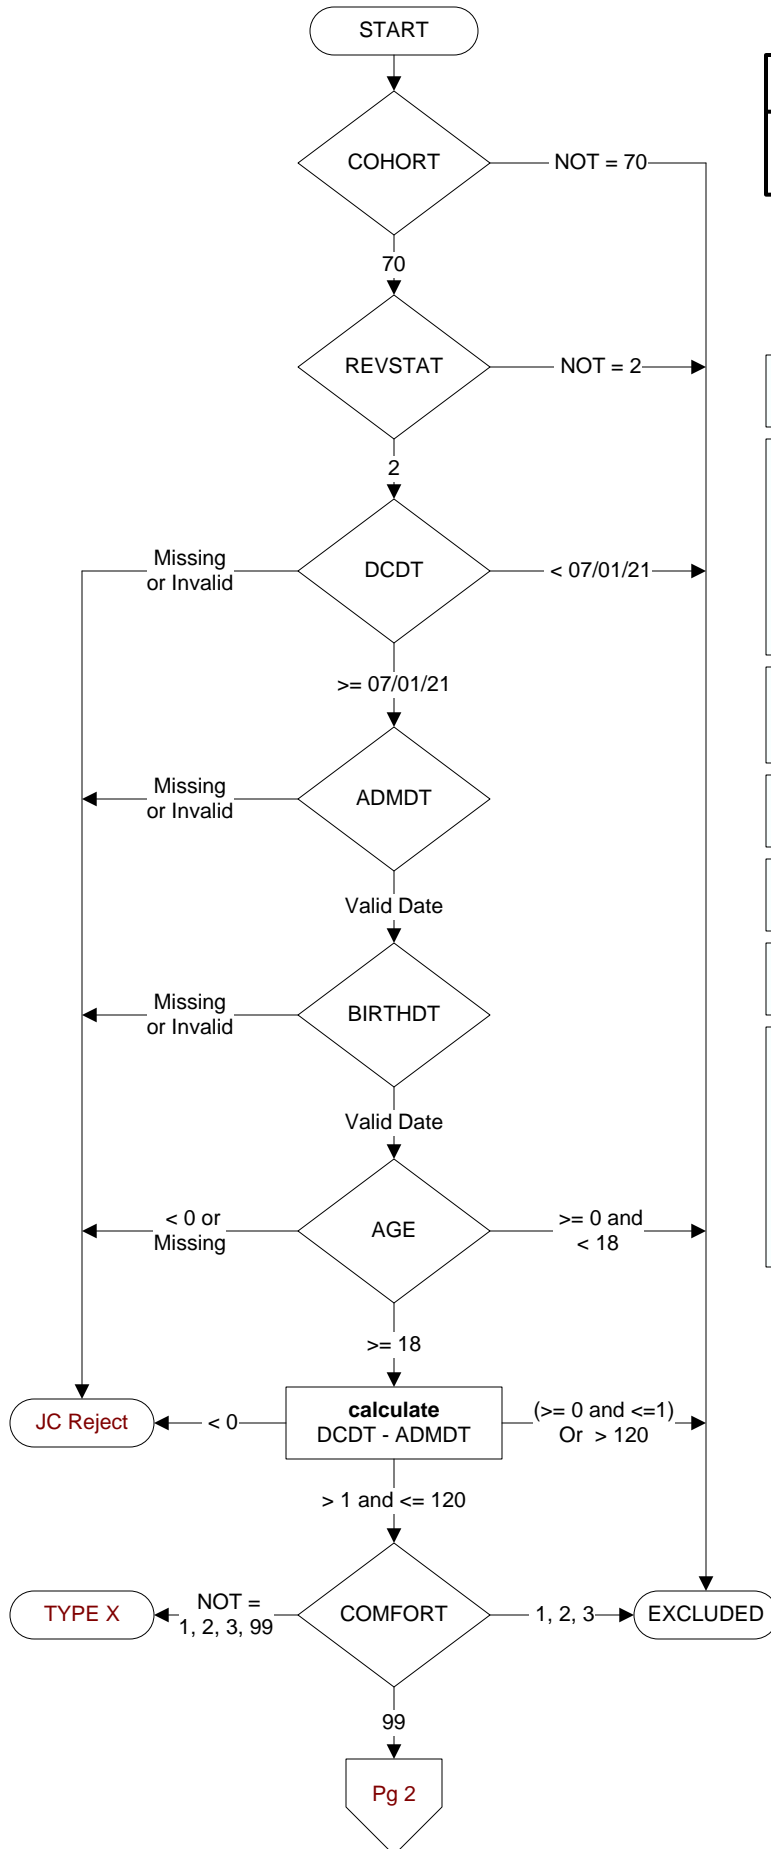 START
COHORT
NOT = 70
70
REVSTAT
NOT = 2
2
Missing
or Invalid
DCDT
< 07/01/21
>= 07/01/21
Missing
or Invalid
ADMDT
Valid Date
Missing
or Invalid
BIRTHDT
Valid Date
< 0 or
Missing
AGE
>= 0 and
< 18
>= 18
JC Reject
< 0
calculate
DCDT - ADMDT
(>= 0 and <=1)
Or > 120
> 1 and <= 120
TYPE X
NOT =
1, 2, 3, 99
COMFORT
1, 2, 3
EXCLUDED
99
Pg 2